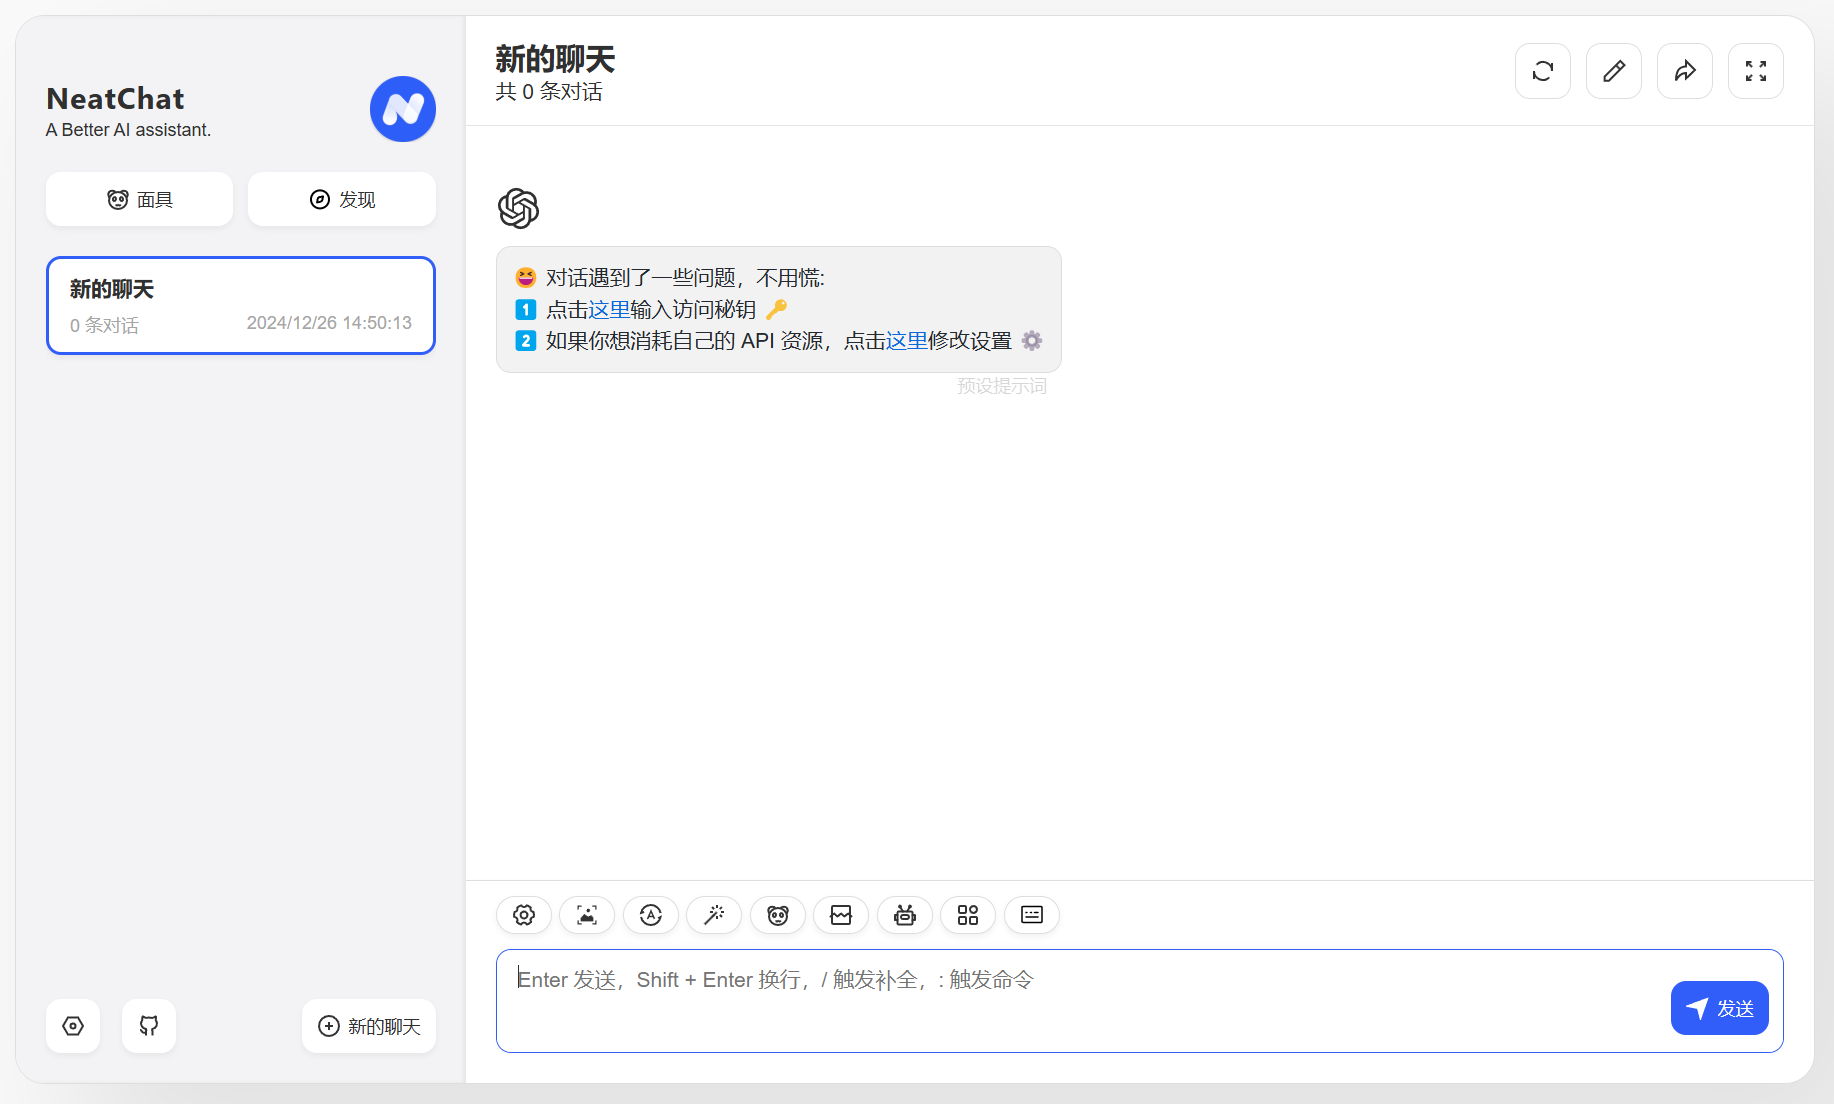 NeatChat
A Better AI assistant.
面具
发现
新的聊天
0 条对话
2024/12/26 14:50:13
新的聊天
新的聊天
共 0 条对话
😆 对话遇到了一些问题，不用慌:
1️⃣ 点击这里输入访问秘钥 🔑
2️⃣ 如果你想消耗自己的 API 资源，点击这里修改设置 ⚙️
预设提示词
Enter 发送，Shift + Enter 换行，/ 触发补全，: 触发命令
发送